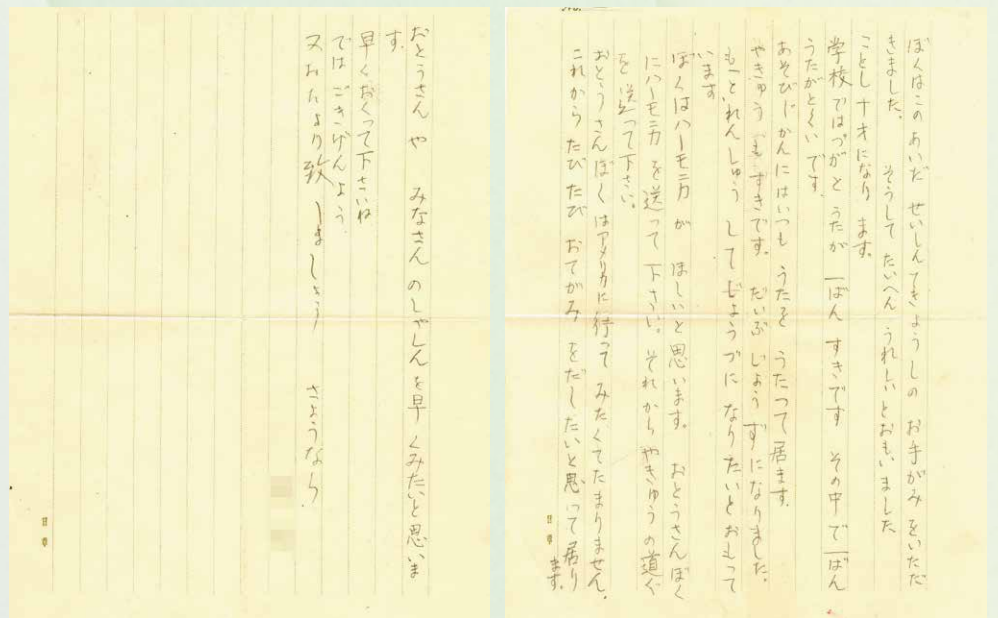 ぼくはこのあいだ せいしんてきようしの お手がみをいただ
きました。 そうして たいへん うれしいとおもいました
ことし 十才になり ます。
学校ではづがと うたが 一ばん すきです その中で一ばん
うたがとくいです。
あそびじかんにはいつも うたを うたって居ます。
やきゅう もすきです。 だいぶ じょう ずになりました。
もっとれんしゅう して じょうづに なりたいとおもって
います
ぼくはハーモニカ が ほしいと思います。 おとうさんぼく
にハーモニカ を送って 下さい。 それから やきゅうの道ぐ
を 送って下さい。
おとうさんぼくはアメリカに行って みたくてたまりません。
これから たびたび おてがみ をだしたいと思って居り
ます。
おとうさん や みなさん のしゃしんを早 くみたいと思いま
す。
早くおくって下さいね
では ごきげんよう
又おたより致 しましょう さようなら.
日